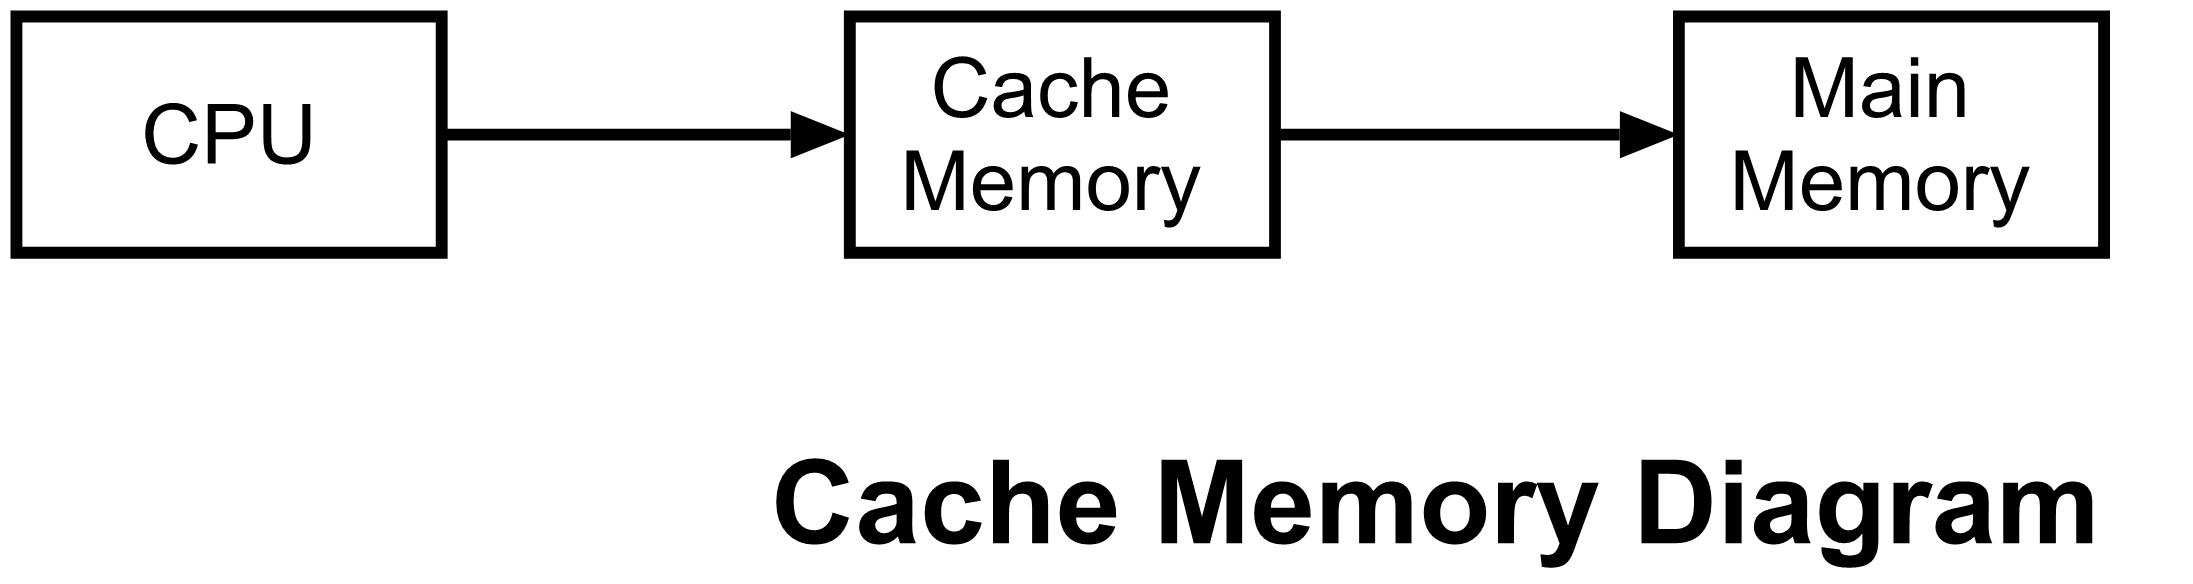 CPU
Cache
Memory
Main
Memory
Cache Memory Diagram